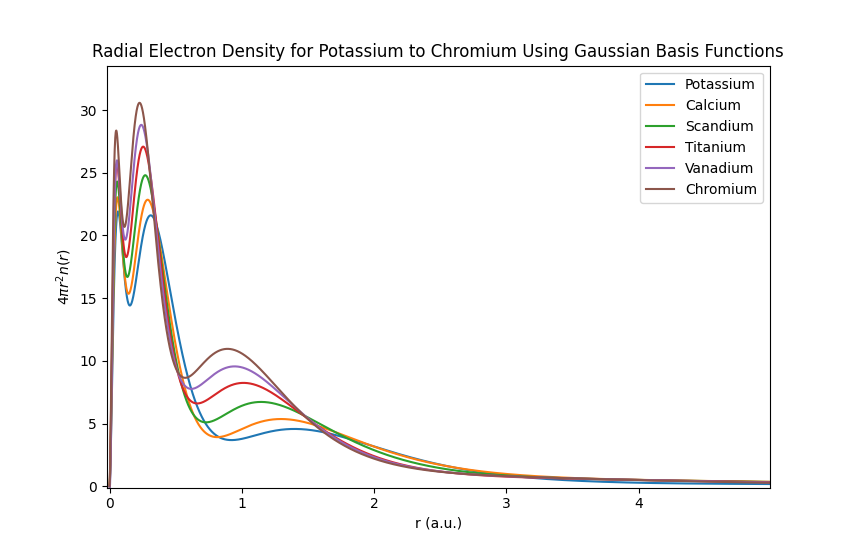 Radial Electron Density for Potassium to Chromium Using Gaussian Basis Functions
Potassium
Calcium
Scandium
Titanium
Vanadium
Chromium
30
25
20
15
10
5
0
4πr²n(r)
0 1 2 3 4
r (a.u.)